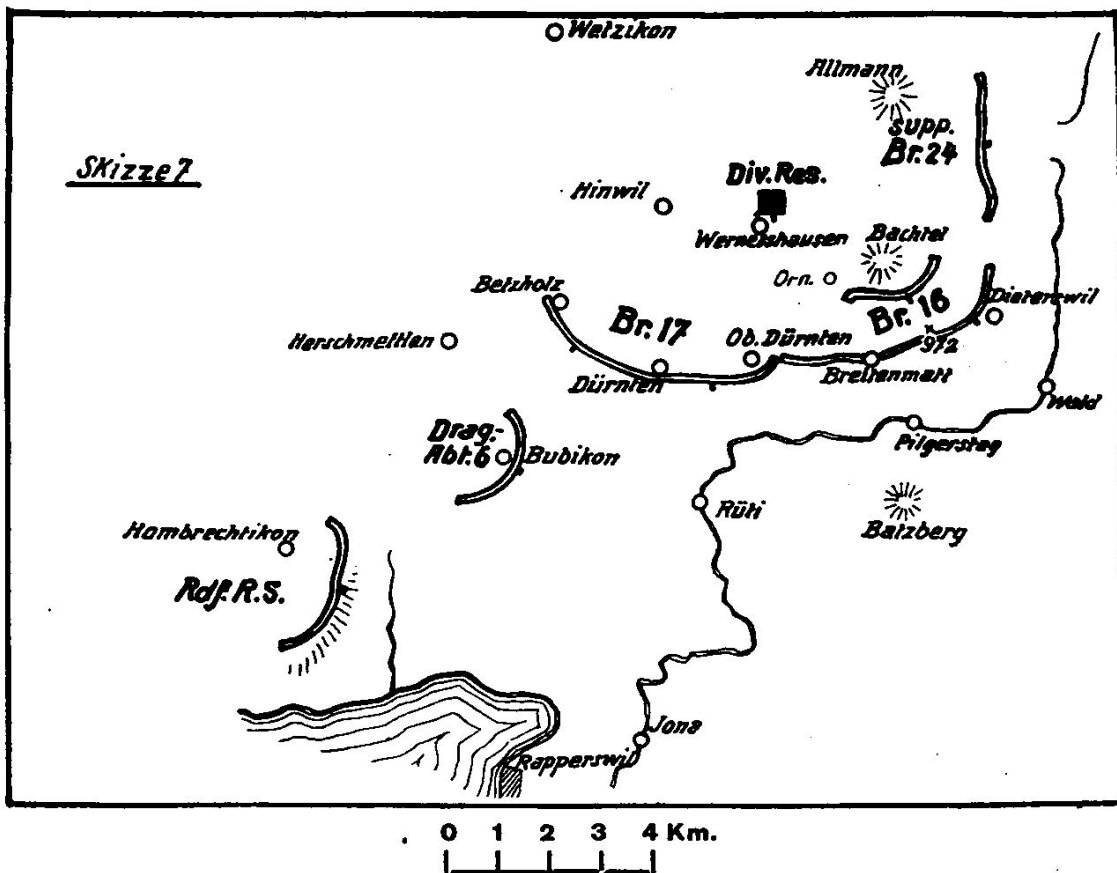 Wetzikon
Allmann
supp.
Br. 24
Skizze 7
Div. Res.
Hinwil
Wernetshausen
Bachtel
Orn.
Betzholz
Br. 17
Br. 16
Dieterswil
Herschmettlen
Ob. Dürnten
972
Dürnten
Breitenmatt
Wald
Drag.-
Abt. 6
Bubikon
Pilgersteg
Rüti
Batzberg
Hombrechtikon
Rdf. R.S.
Jona
Rapperswil
0 1 2 3 4 Km.